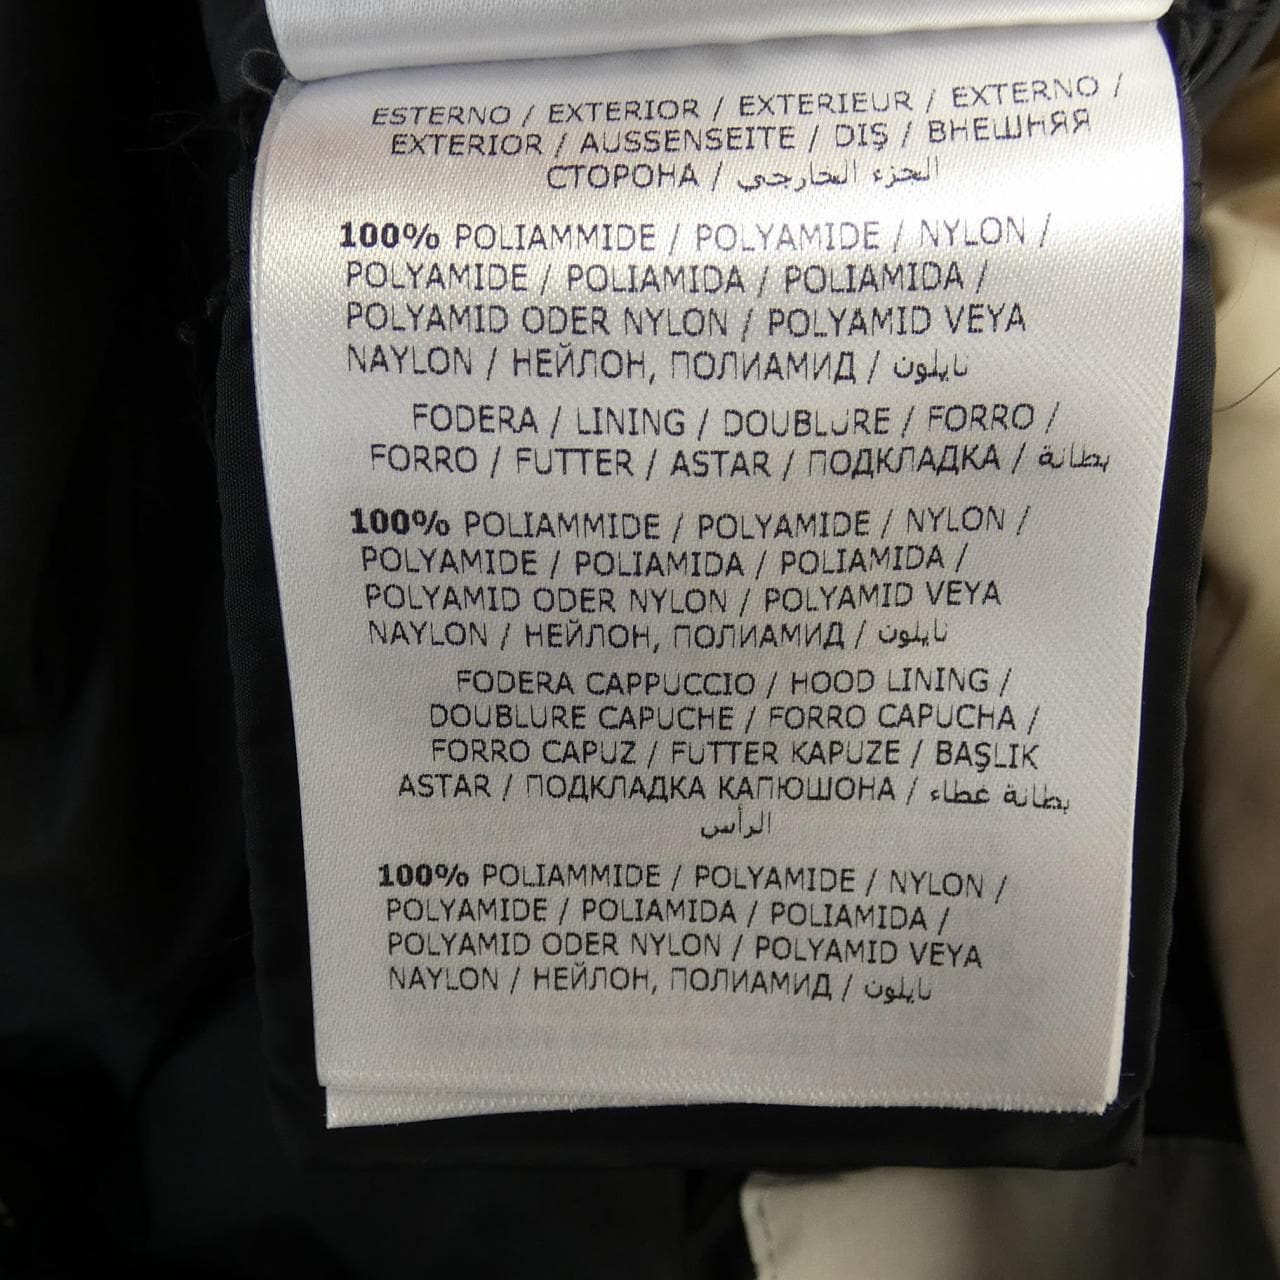 ESTERNO / EXTERIOR / EXTERIEUR / EXTERNO /
EXTERIOR / AUSSENSEITE / DIŞ / ВНЕШНЯЯ
СТОРОНА / الجزء الخارجي
100% POLIAMMIDE / POLYAMIDE / NYLON /
POLYAMIDE / POLIAMIDA / POLIAMIDA /
POLYAMID ODER NYLON / POLYAMID VEYA
NAYLON / НЕЙЛОН, ПОЛИАМИД / نايلون
FODERA / LINING / DOUBLURE / FORRO /
FORRO / FUTTER / ASTAR / ПОДКЛАДКА / بطانة
100% POLIAMMIDE / POLYAMIDE / NYLON /
POLYAMIDE / POLIAMIDA / POLIAMIDA /
POLYAMID ODER NYLON / POLYAMID VEYA
NAYLON / НЕЙЛОН, ПОЛИАМИД / نايلون
FODERA CAPPUCCIO / HOOD LINING /
DOUBLURE CAPUCHE / FORRO CAPUCHA /
FORRO CAPUZ / FUTTER KAPUZE / BAŞLIK
ASTAR / ПОДКЛАДКА КАПЮШОНА / بطانة غطاء
الرأس
100% POLIAMMIDE / POLYAMIDE / NYLON /
POLYAMIDE / POLIAMIDA / POLIAMIDA /
POLYAMID ODER NYLON / POLYAMID VEYA
NAYLON / НЕЙЛОН, ПОЛИАМИД / نايلون